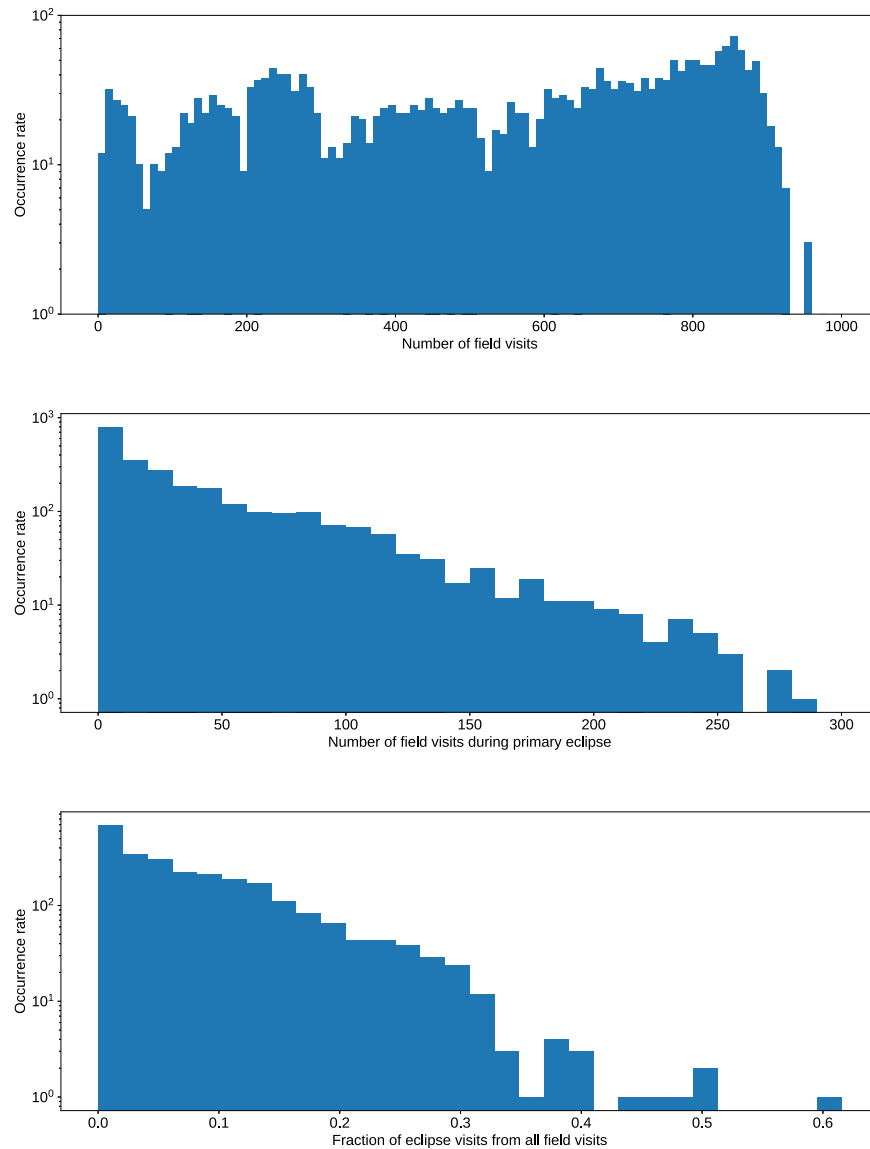 10²
10¹
10⁰
Occurrence rate
0 200 400 600 800 1000
Number of field visits
10³
10²
10¹
10⁰
Occurrence rate
0 50 100 150 200 250 300
Number of field visits during primary eclipse
10²
10¹
10⁰
Occurrence rate
0.0 0.1 0.2 0.3 0.4 0.5 0.6
Fraction of eclipse visits from all field visits